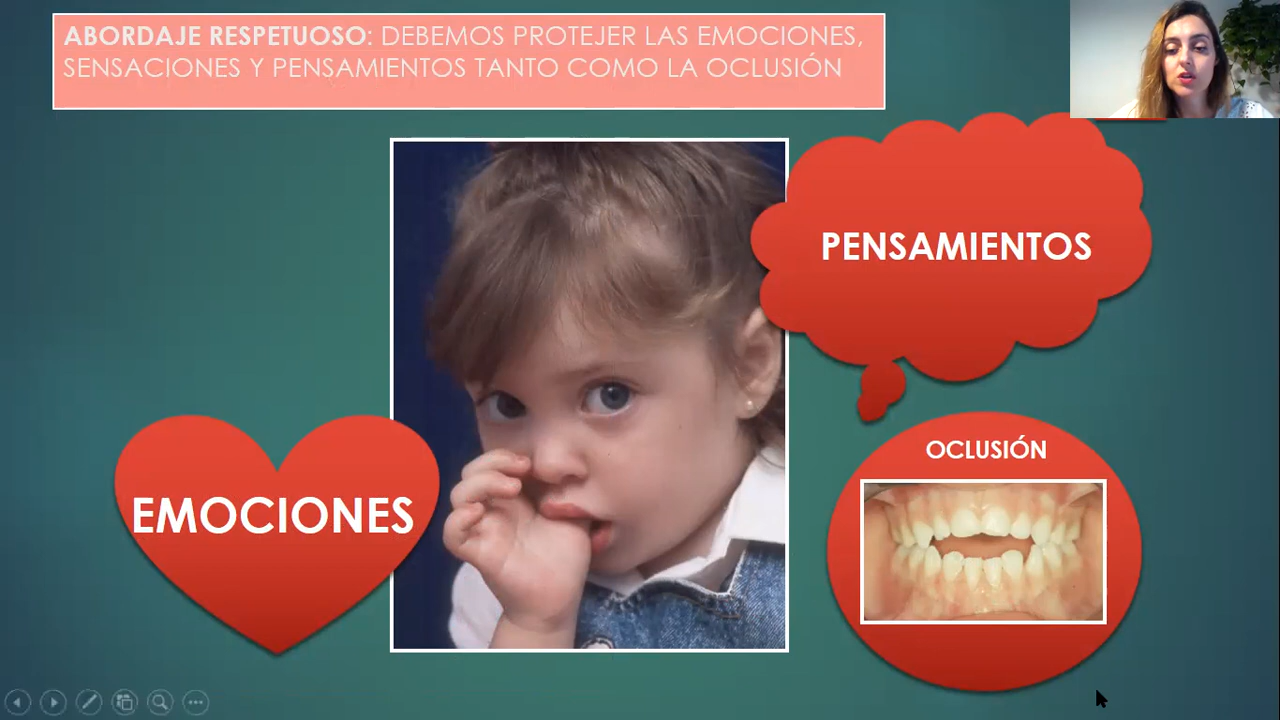 ABORDAJE RESPETUOSO: DEBEMOS PROTEJER LAS EMOCIONES,
SENSACIONES Y PENSAMIENTOS TANTO COMO LA OCLUSIÓN
PENSAMIENTOS
EMOCIONES
OCLUSIÓN